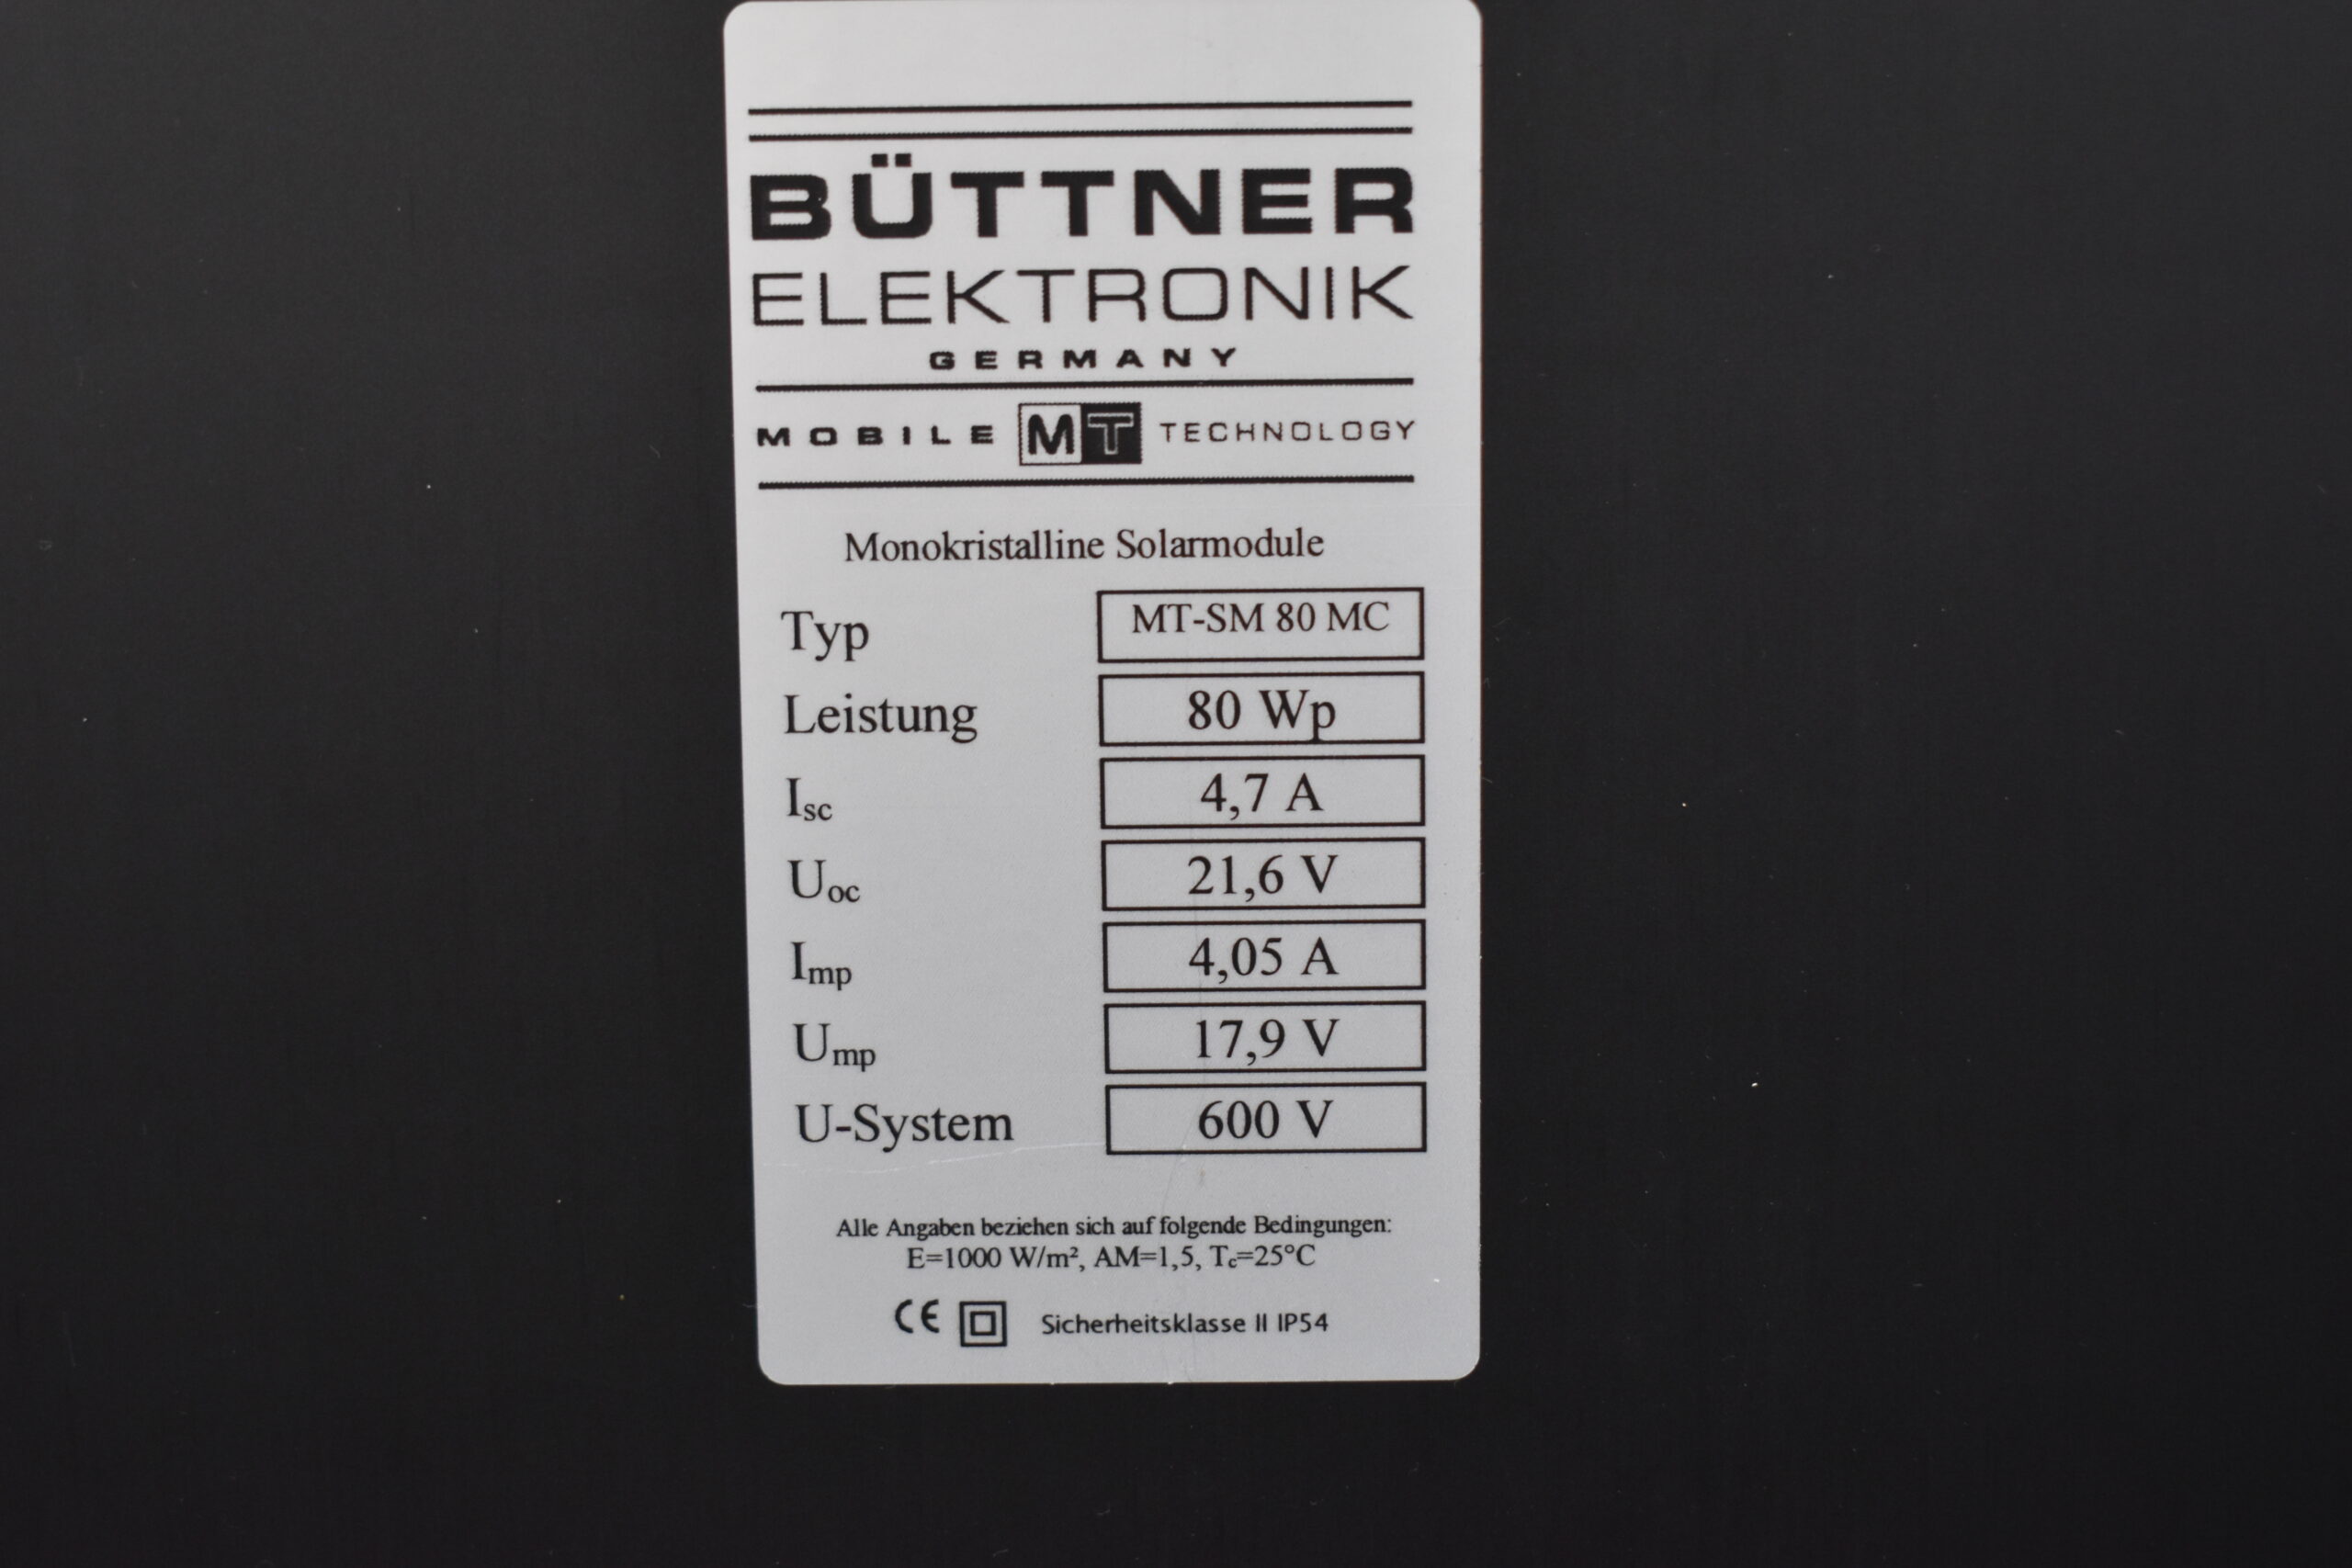 BÜTTNER
ELEKTRONIK
GERMANY
MOBILE MT TECHNOLOGY
Monokristalline Solarmodule
Typ MT-SM 80 MC
Leistung 80 Wp
Isc 4,7 A
Uoc 21,6 V
Imp 4,05 A
Ump 17,9 V
U-System 600 V
Alle Angaben beziehen sich auf folgende Bedingungen:
E=1000 W/m², AM=1,5, Tc=25°C
CE Sicherheitsklasse II IP54